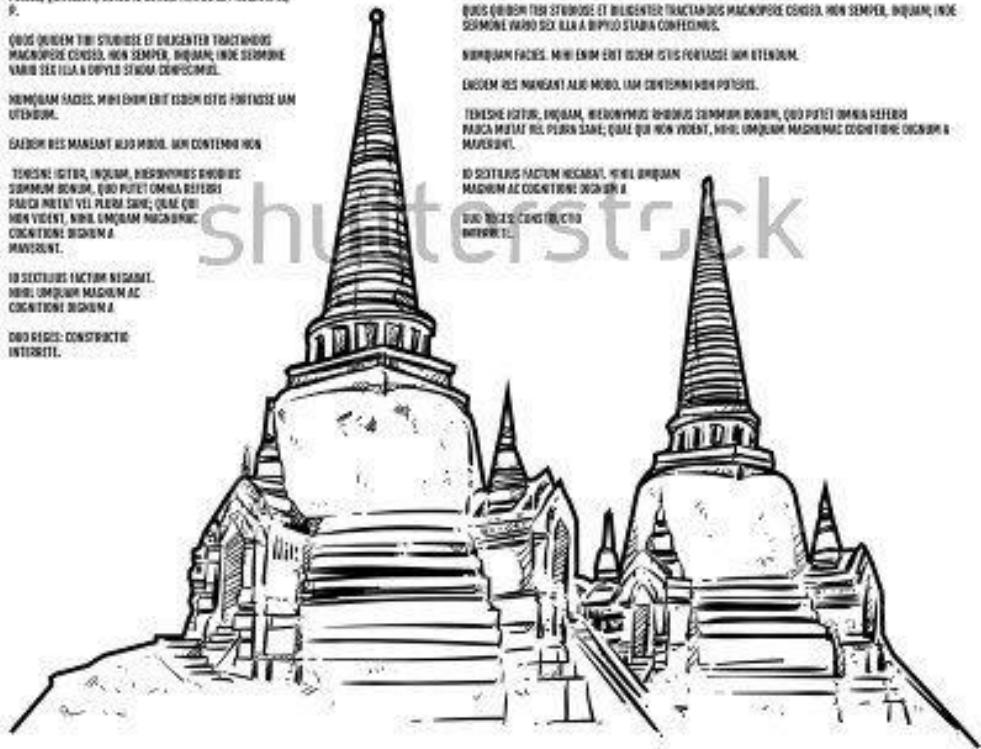 P.
QUOS QUIDEM TIBI STUDIOSE ET DILIGENTER TRACTANDOS
MAGNOPERE CENSEO. NON SEMPER, INQUAM; INDE SERMONE
VARIO SEX ILLA A DIPYLO STADIA CONFECIMUS.
NUMQUAM FACIES. MIHI ENIM ERIT ISDEM ISTIS FORTASSE IAM
UTENDUM.
EAEDEM RES MANEANT ALIO MODO. IAM CONTEMNI NON
TENESNE IGITUR, INQUAM, HIERONYMUS RHODIUS
SUMMUM BONUM, QUO PUTET OMNIA REFERRI
PAUCA MUTAT VEL PLURA SANE; QUAE QUI
NON VIDENT, NIHIL UMQUAM MAGNUMAC
COGNITIONE DIGNUM A
MAVERUNT.
ID SEXTILIUS FACTUM NEGABAT.
NIHIL UMQUAM MAGNUM AC
COGNITIONE DIGNUM A
DUO REGES: CONSTRUCTIO
INTERRETE.
QUOS QUIDEM TIBI STUDIOSE ET DILIGENTER TRACTANDOS MAGNOPERE CENSEO. NON SEMPER, INQUAM; INDE
SERMONE VARIO SEX ILLA A DIPYLO STADIA CONFECIMUS.
NUMQUAM FACIES. MIHI ENIM ERIT ISDEM ISTIS FORTASSE IAM UTENDUM.
EAEDEM RES MANEANT ALIO MODO. IAM CONTEMNI NON POTERIS.
TENESNE IGITUR, INQUAM, HIERONYMUS RHODIUS SUMMUM BONUM, QUO PUTET OMNIA REFERRI
PAUCA MUTAT VEL PLURA SANE; QUAE QUI NON VIDENT, NIHIL UMQUAM MAGNUMAC COGNITIONE DIGNUM A
MAVERUNT.
ID SEXTILIUS FACTUM NEGABAT. NIHIL UMQUAM
MAGNUM AC COGNITIONE DIGNUM A
DUO REGES: CONSTRUCTIO
INTERRETE.
shutterstock